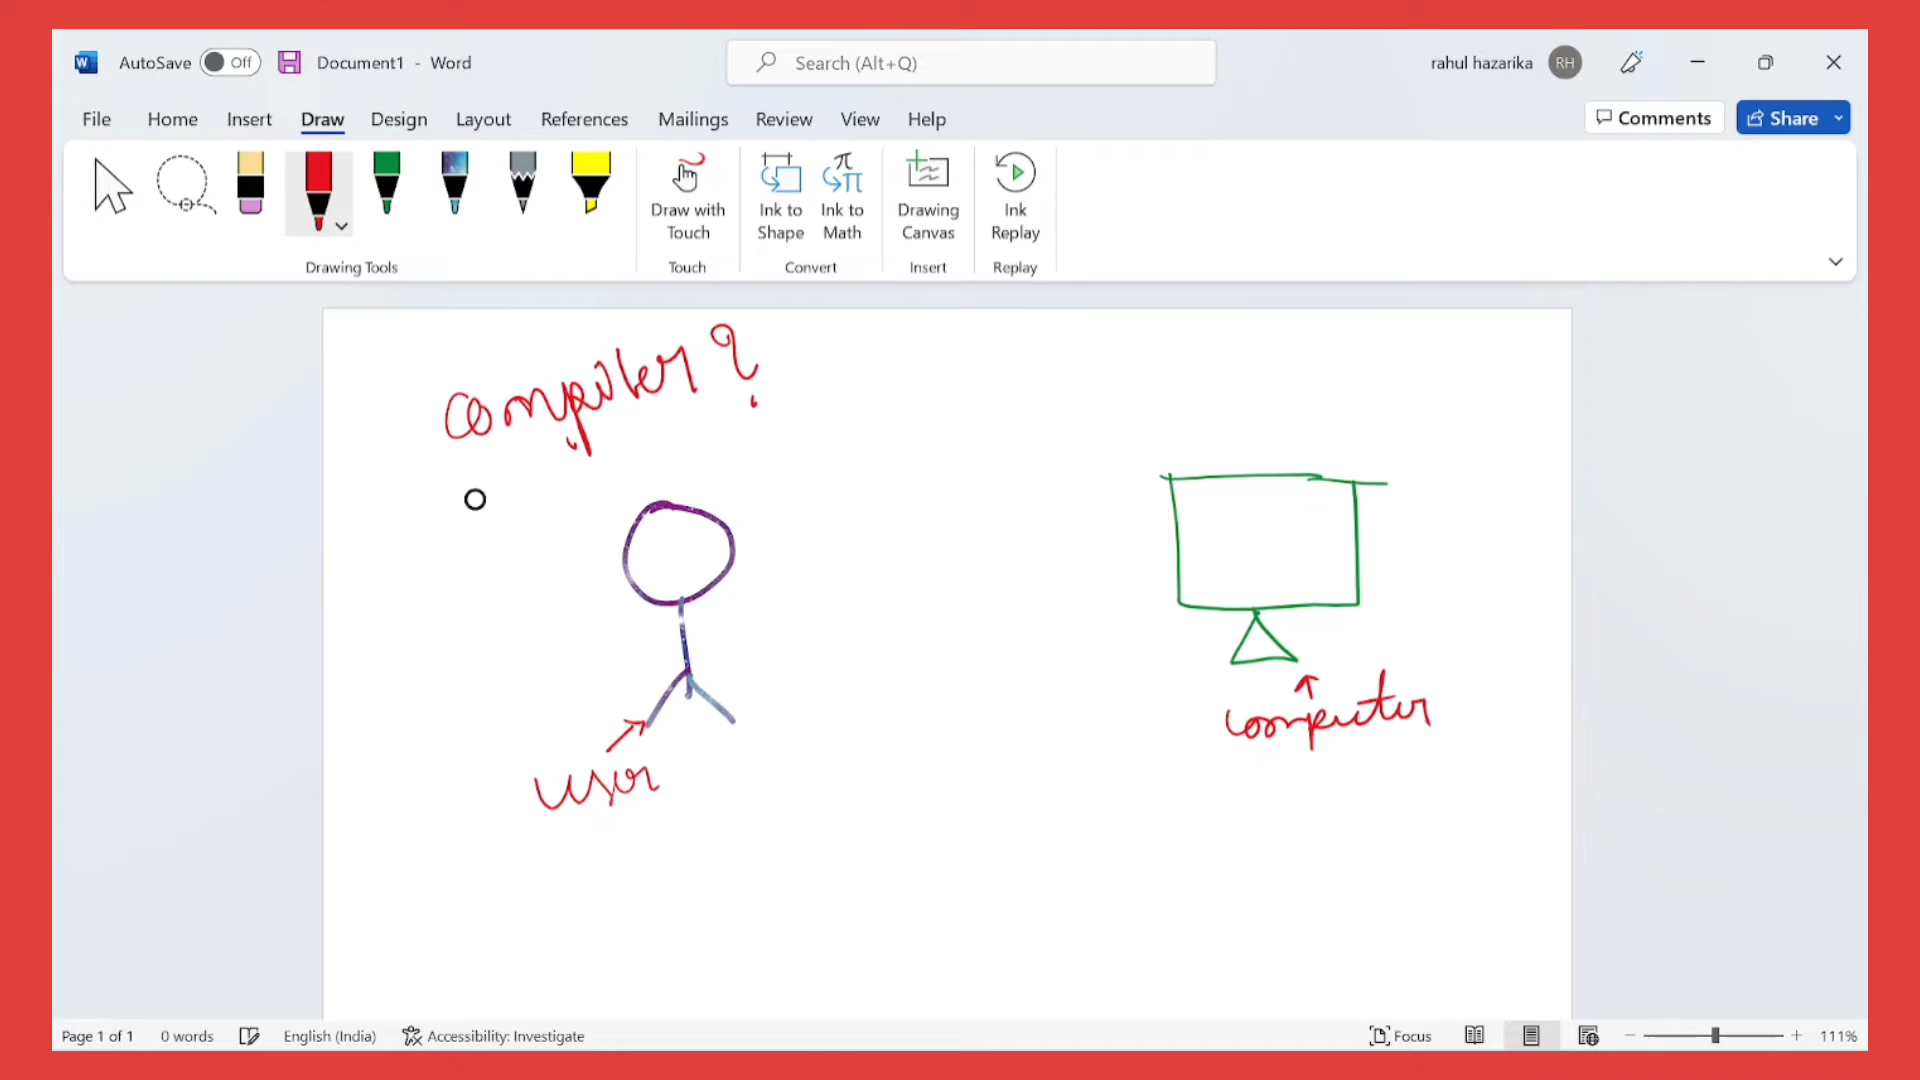 AutoSave Off Document1 - Word Search (Alt+Q) rahul hazarika RH
File Home Insert Draw Design Layout References Mailings Review View Help Comments Share
Draw with Touch
Ink to Shape
Ink to Math
Drawing Canvas
Ink Replay
Drawing Tools Touch Convert Insert Replay
Compiler ?
Computer
User
Page 1 of 1 0 words English (India) Accessibility: Investigate Focus 111%